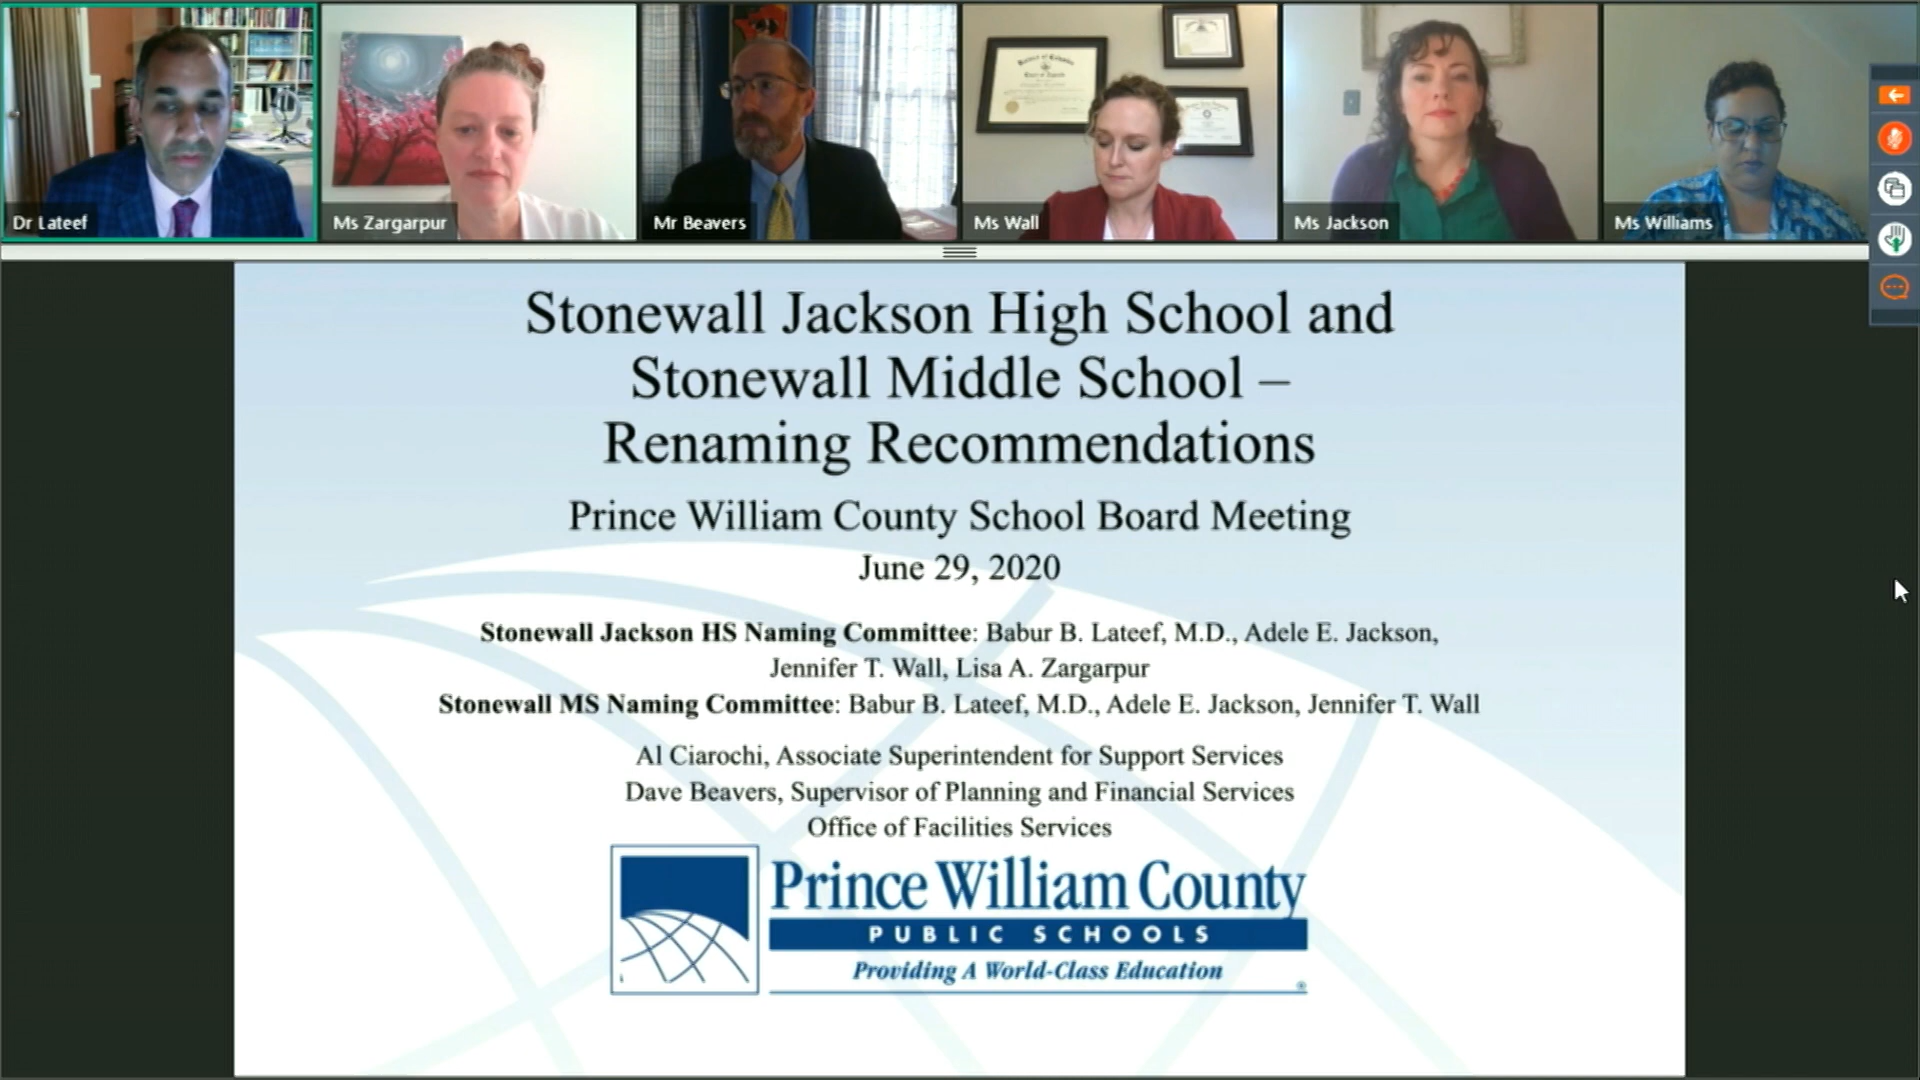 Dr Lateef
Ms Zargarpur
Mr Beavers
Ms Wall
Ms Jackson
Ms Williams
Stonewall Jackson High School and
Stonewall Middle School –
Renaming Recommendations
Prince William County School Board Meeting
June 29, 2020
Stonewall Jackson HS Naming Committee: Babur B. Lateef, M.D., Adele E. Jackson,
Jennifer T. Wall, Lisa A. Zargarpur
Stonewall MS Naming Committee: Babur B. Lateef, M.D., Adele E. Jackson, Jennifer T. Wall
Al Ciarochi, Associate Superintendent for Support Services
Dave Beavers, Supervisor of Planning and Financial Services
Office of Facilities Services
Prince William County
PUBLIC SCHOOLS
Providing A World-Class Education
®